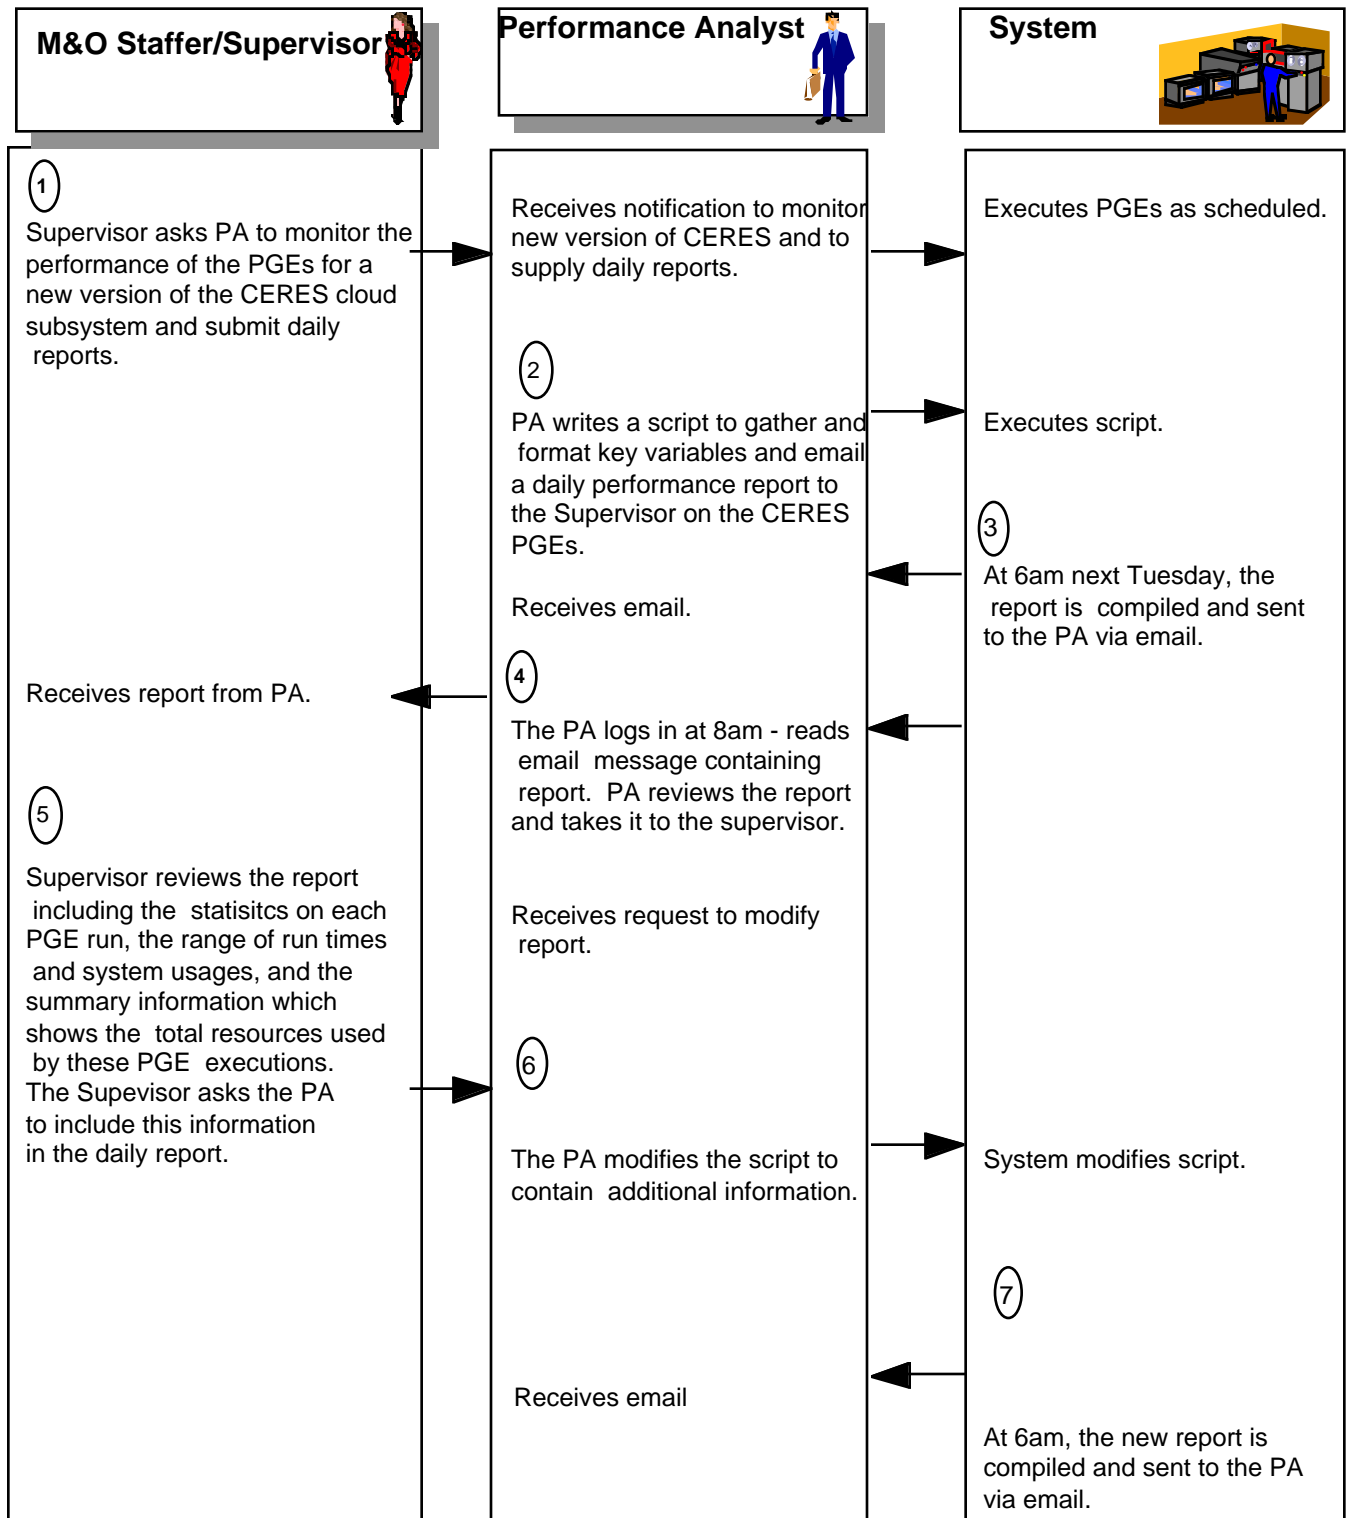 M&O Staffer/Supervisor
Performance Analyst
System
1
Supervisor asks PA to monitor the
performance of the PGEs for a
new version of the CERES cloud
subsystem and submit daily
reports.
Receives notification to monitor
new version of CERES and to
supply daily reports.
Executes PGEs as scheduled.
2
PA writes a script to gather and
format key variables and email
a daily performance report to
the Supervisor on the CERES
PGEs.
Executes script.
3
At 6am next Tuesday, the
report is compiled and sent
to the PA via email.
Receives email.
4
The PA logs in at 8am - reads
email message containing
report. PA reviews the report
and takes it to the supervisor.
Receives report from PA.
5
Supervisor reviews the report
including the statisitcs on each
PGE run, the range of run times
and system usages, and the
summary information which
shows the total resources used
by these PGE executions.
The Supevisor asks the PA
to include this information
in the daily report.
Receives request to modify
report.
6
The PA modifies the script to
contain additional information.
System modifies script.
7
Receives email
At 6am, the new report is
compiled and sent to the PA
via email.